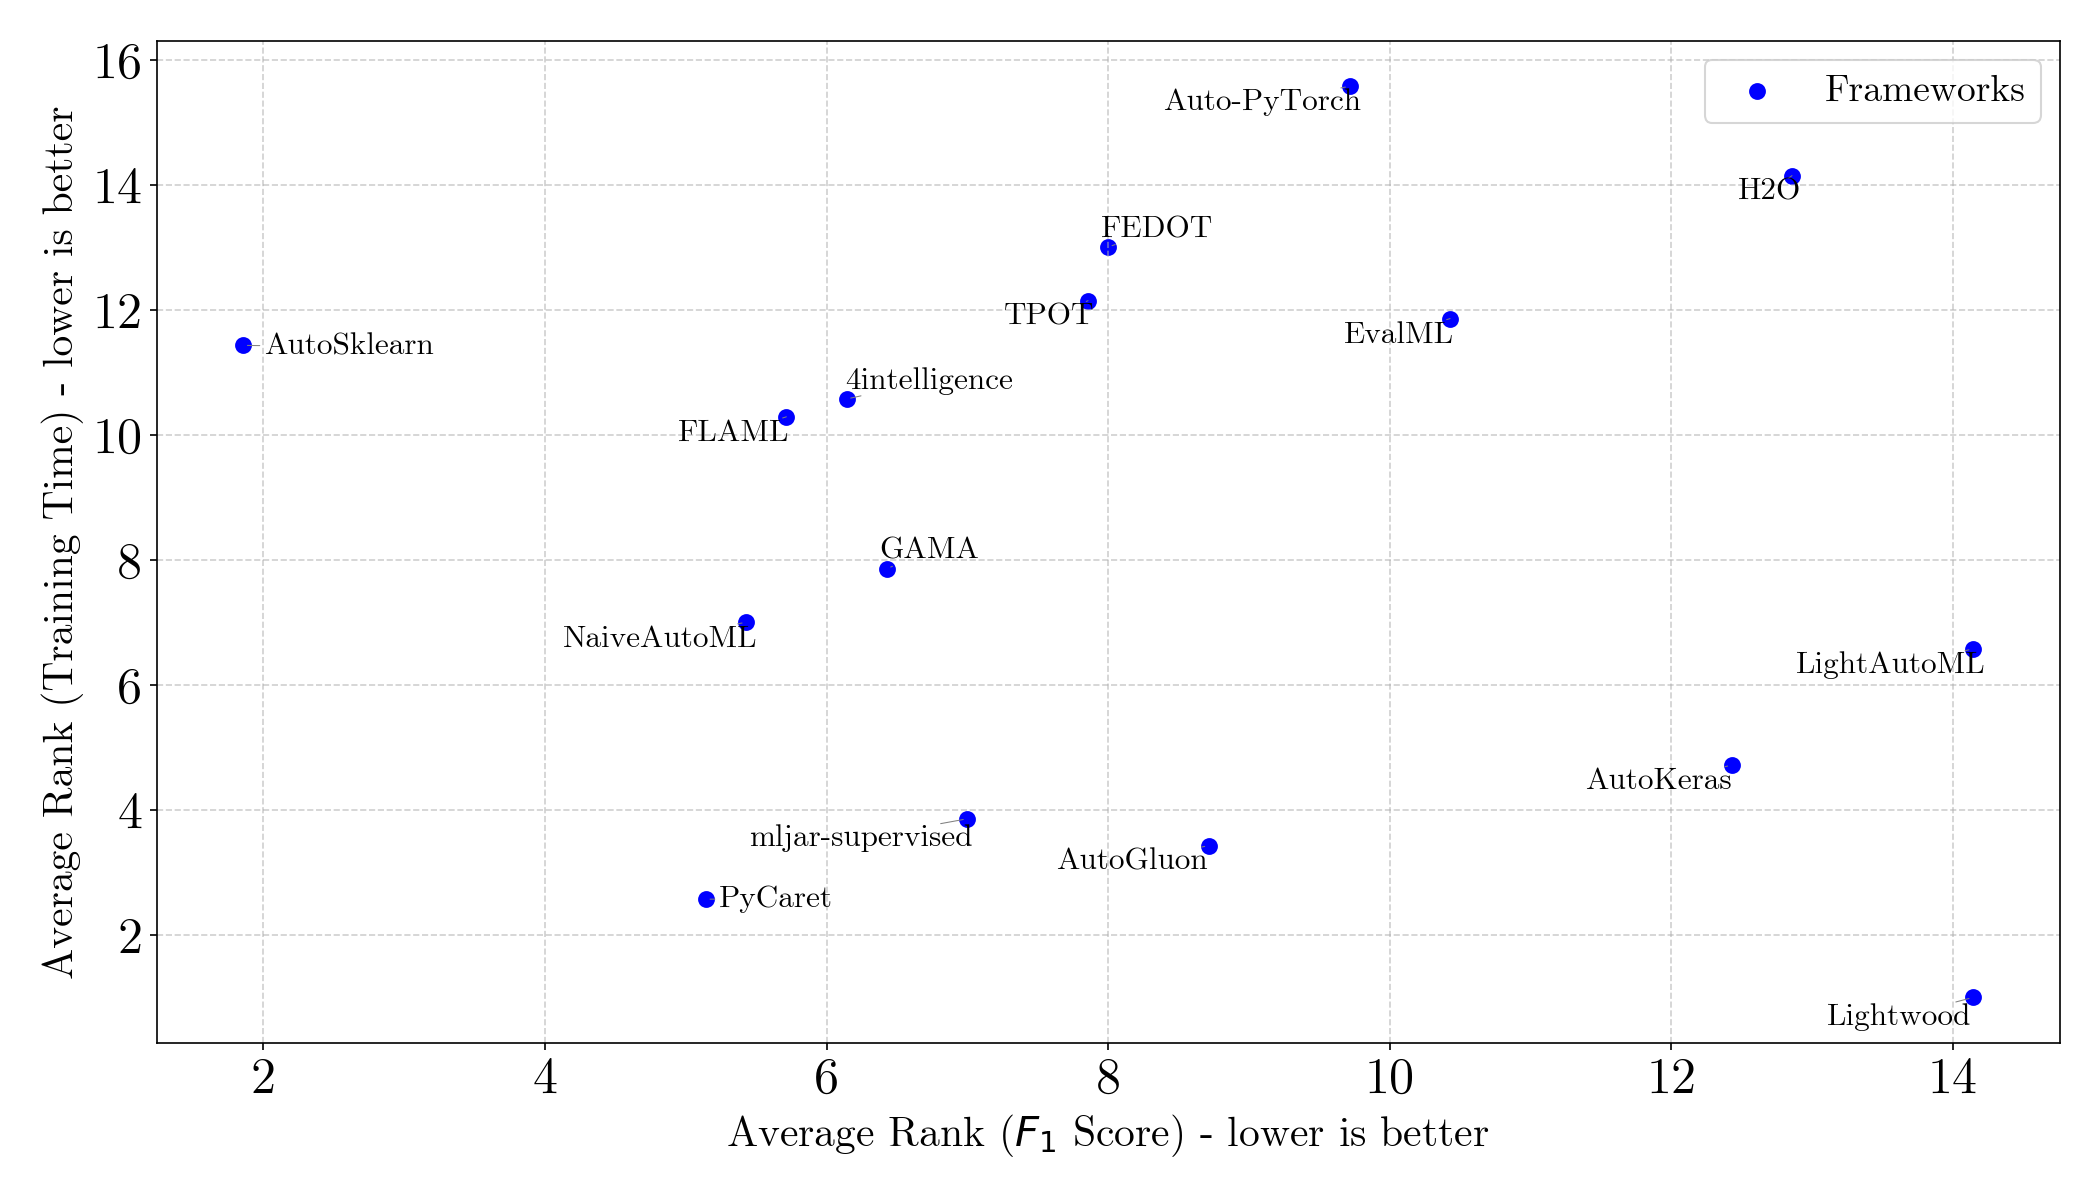 Average Rank (Training Time) - lower is better
16
14
12
10
8
6
4
2
Frameworks
Auto-PyTorch
H2O
FEDOT
TPOT
EvalML
AutoSklearn
4intelligence
FLAML
GAMA
NaiveAutoML
LightAutoML
AutoKeras
mljar-supervised
AutoGluon
PyCaret
Lightwood
2 4 6 8 10 12 14
Average Rank (F₁ Score) - lower is better